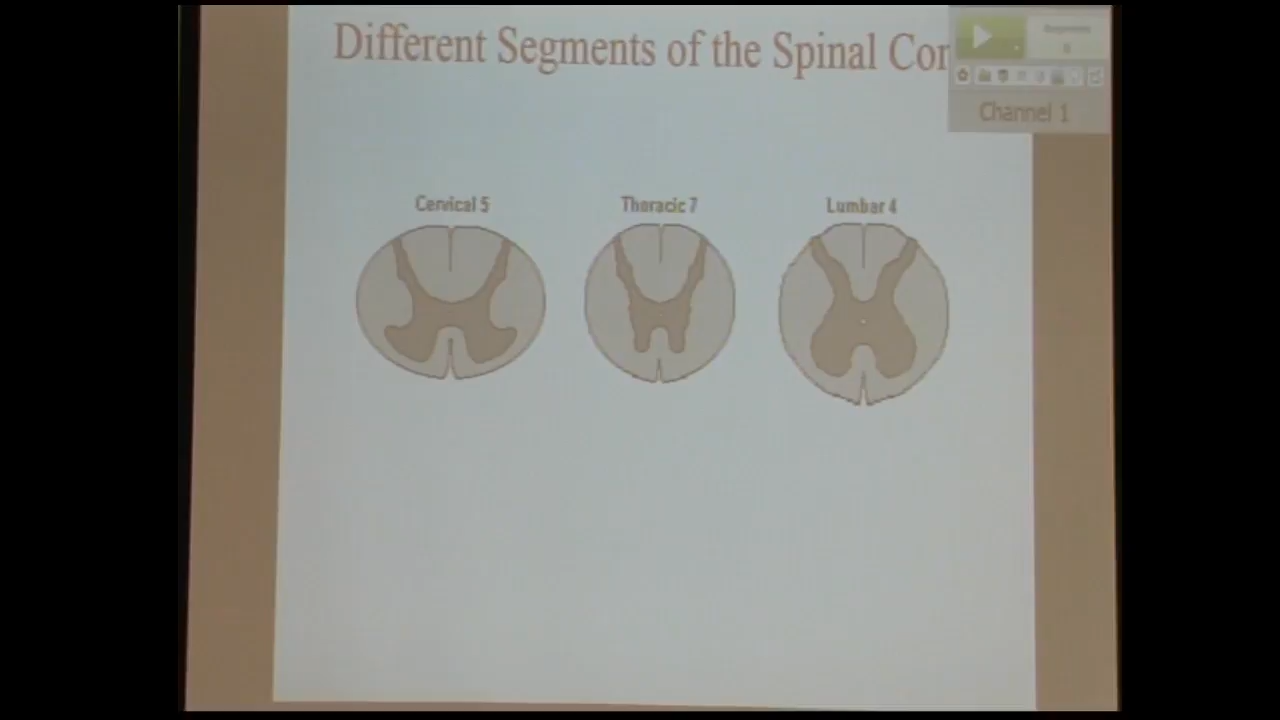 Different Segments of the Spinal Cor
Channel 1
Cervical 5
Thoracic 7
Lumbar 4